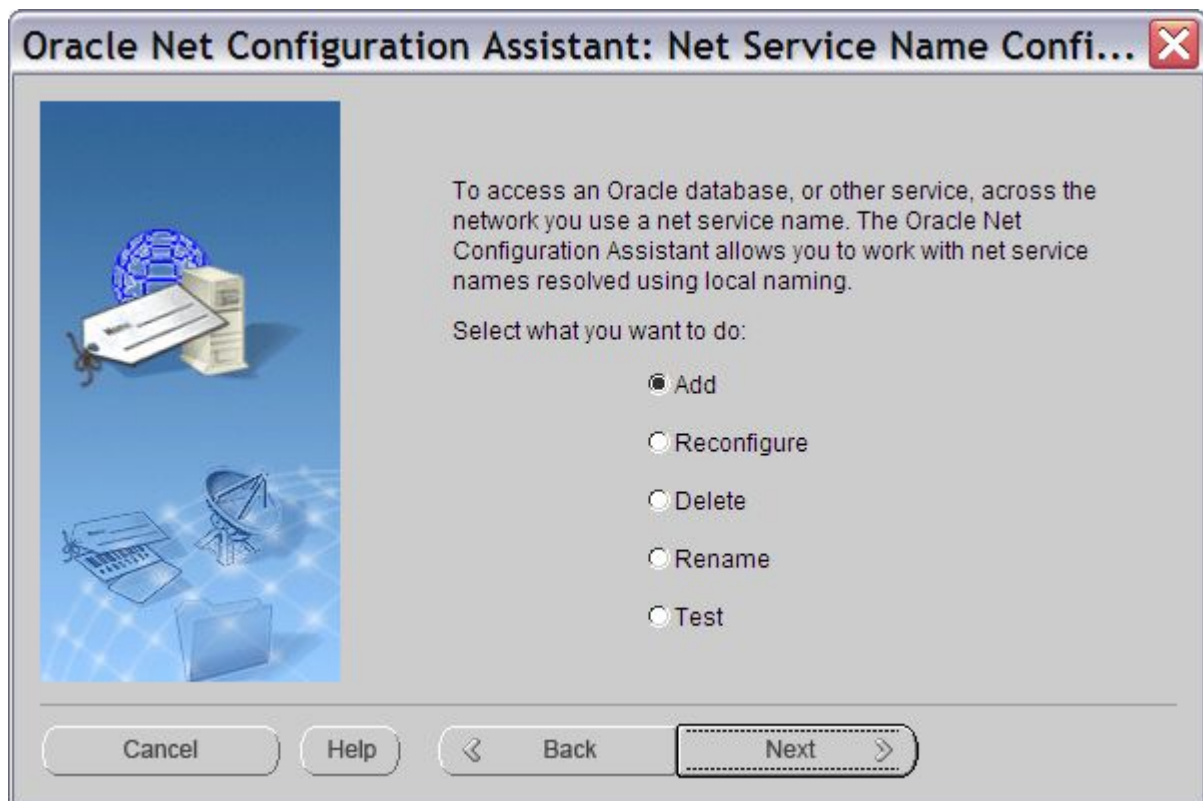 Oracle Net Configuration Assistant: Net Service Name Confi...
To access an Oracle database, or other service, across the
network you use a net service name. The Oracle Net
Configuration Assistant allows you to work with net service
names resolved using local naming.
Select what you want to do:
Add
Reconfigure
Delete
Rename
Test
Cancel
Help
Back
Next